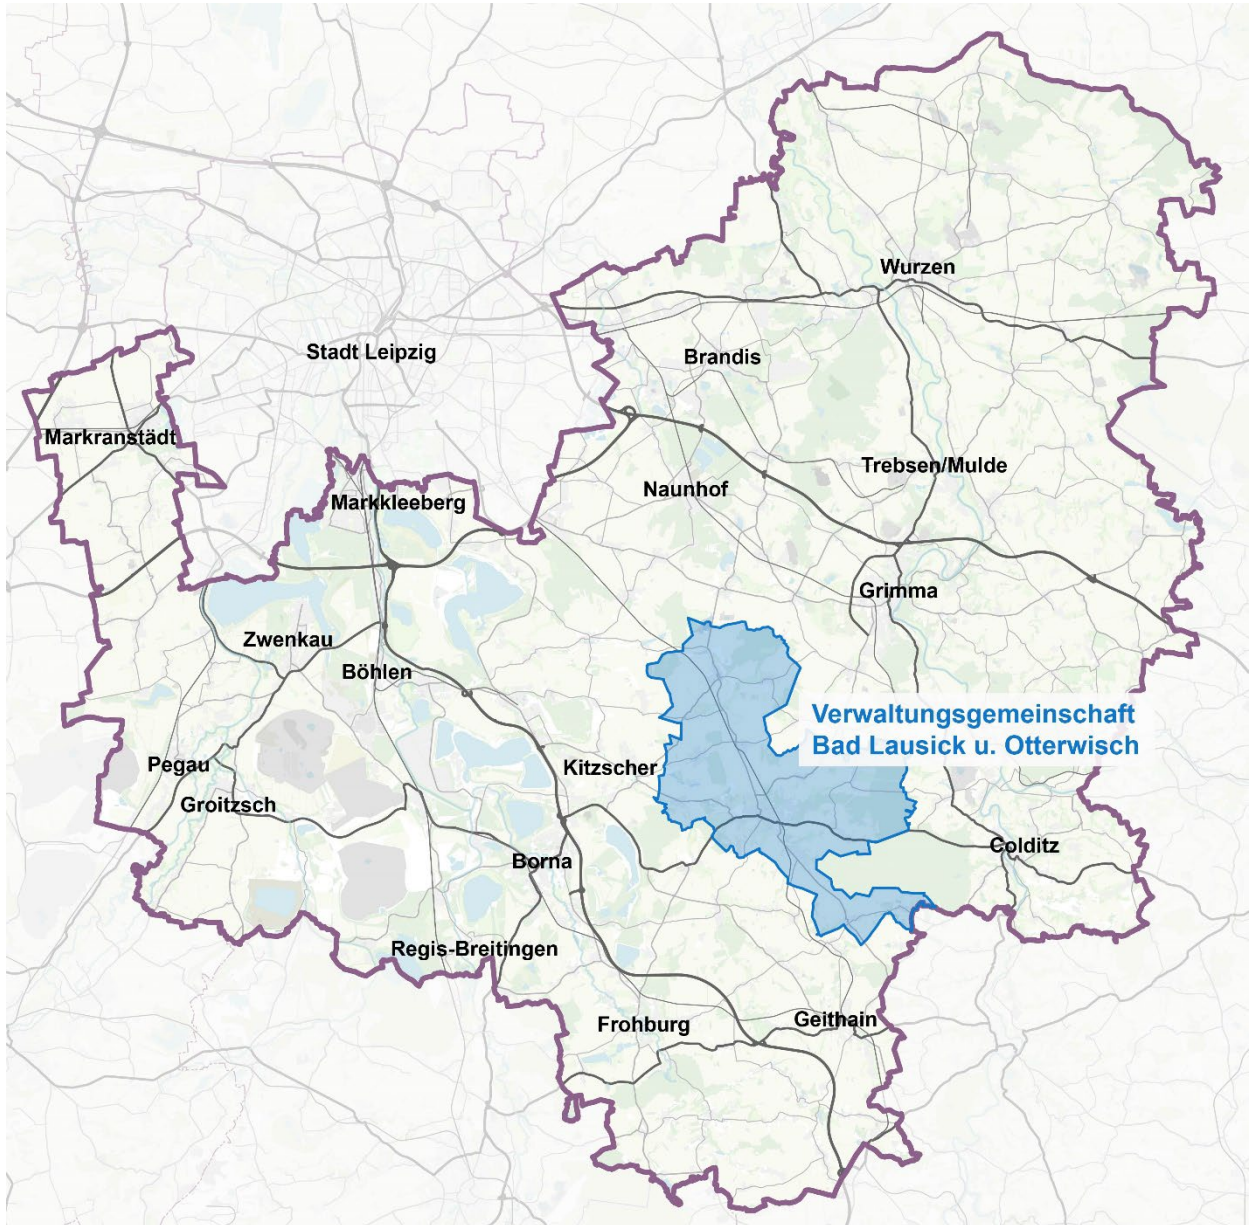 Wurzen
Stadt Leipzig
Brandis
Markranstädt
Trebsen/Mulde
Naunhof
Markkleeberg
Grimma
Zwenkau
Böhlen
Verwaltungsgemeinschaft
Bad Lausick u. Otterwisch
Pegau
Kitzscher
Groitzsch
Colditz
Borna
Regis-Breitingen
Geithain
Frohburg